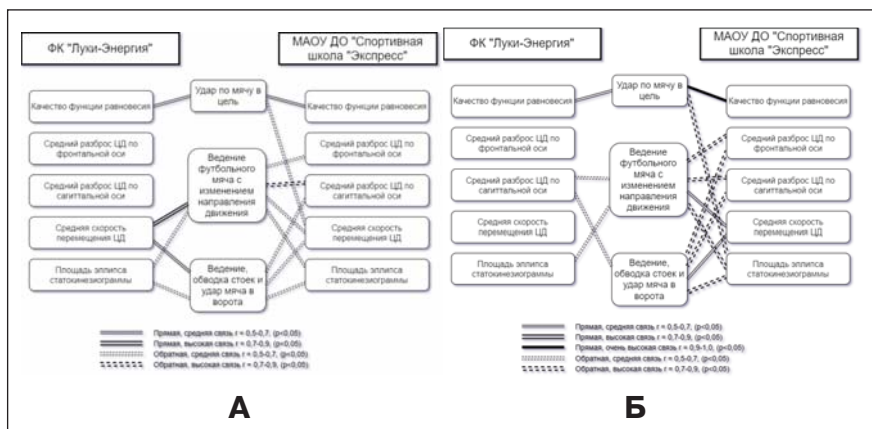 ФК "Луки-Энергия"
МАОУ ДО "Спортивная
школа "Экспресс"
Качество функции равновесия
Средний разброс ЦД по
фронтальной оси
Средний разброс ЦД по
сагиттальной оси
Средняя скорость
перемещения ЦД
Площадь эллипса
статокинезиограммы
Удар по мячу в
цель
Ведение
футбольного
мяча с
изменением
направления
движения
Ведение,
обводка стоек и
удар мяча в
ворота
Качество функции равновесия
Средний разброс ЦД по
фронтальной оси
Средний разброс ЦД по
сагиттальной оси
Средняя скорость
перемещения ЦД
Площадь эллипса
статокинезиограммы
Прямая, средняя связь r = 0,5-0,7, (p<0,05)
Прямая, высокая связь r = 0,7-0,9, (p<0,05)
Обратная, средняя связь r = 0,5-0,7, (p<0,05)
Обратная, высокая связь r = 0,7-0,9, (p<0,05)
А
ФК "Луки-Энергия"
МАОУ ДО "Спортивная
школа "Экспресс"
Качество функции равновесия
Средний разброс ЦД по
фронтальной оси
Средний разброс ЦД по
сагиттальной оси
Средняя скорость
перемещения ЦД
Площадь эллипса
статокинезиограммы
Удар по мячу в
цель
Ведение
футбольного
мяча с
изменением
направления
движения
Ведение,
обводка стоек и
удар мяча в
ворота
Качество функции равновесия
Средний разброс ЦД по
фронтальной оси
Средний разброс ЦД по
сагиттальной оси
Средняя скорость
перемещения ЦД
Площадь эллипса
статокинезиограммы
Прямая, средняя связь r = 0,5-0,7, (p<0,05)
Прямая, высокая связь r = 0,7-0,9, (p<0,05)
Прямая, очень высокая связь r = 0,9-1,0, (p<0,05)
Обратная, средняя связь r = 0,5-0,7, (p<0,05)
Обратная, высокая связь r = 0,7-0,9, (p<0,05)
Б